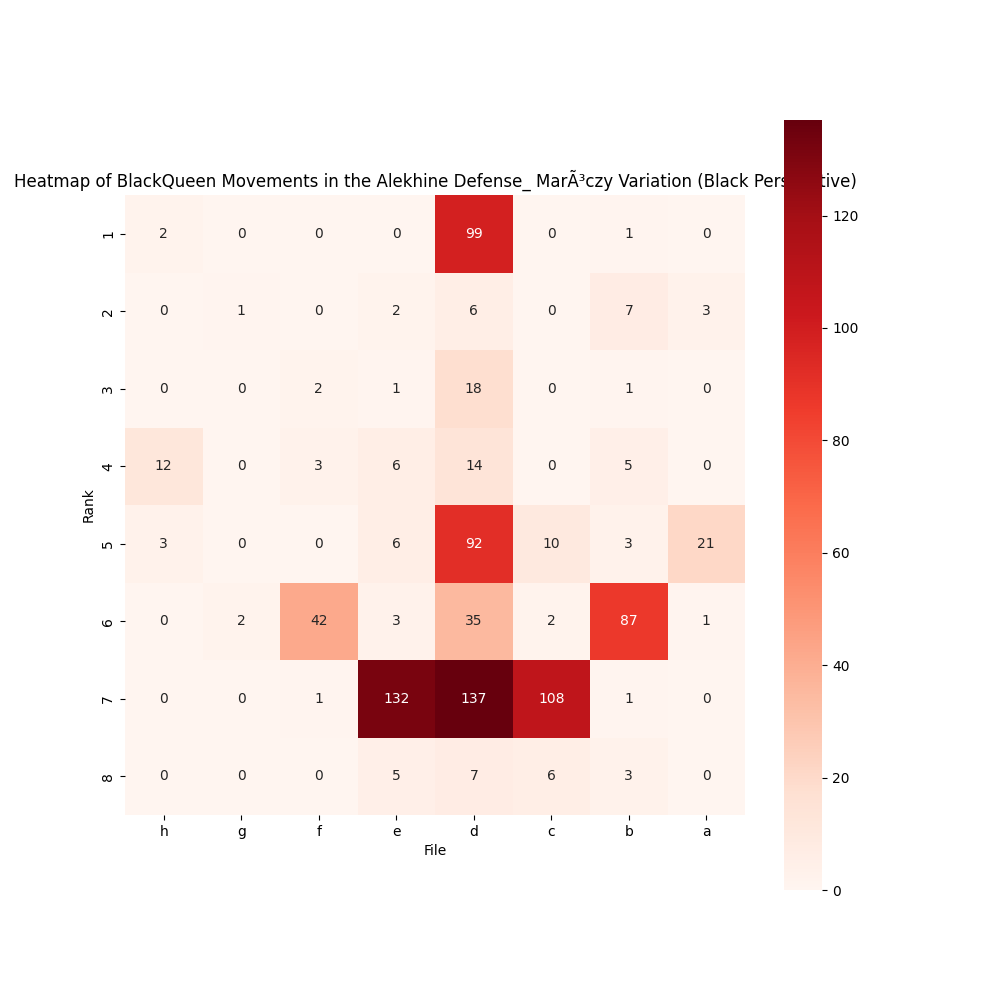 Heatmap of BlackQueen Movements in the Alekhine Defense_ MarÃ³czy Variation (Black Perspective)
120
1 2 0 0 0 99 0 1 0
2 0 1 0 2 6 0 7 3
100
3 0 0 2 1 18 0 1 0
80
4 12 0 3 6 14 0 5 0
Rank
60
5 3 0 0 6 92 10 3 21
6 0 2 42 3 35 2 87 1
40
7 0 0 1 132 137 108 1 0
20
8 0 0 0 5 7 6 3 0
h g f e d c b a
File
0